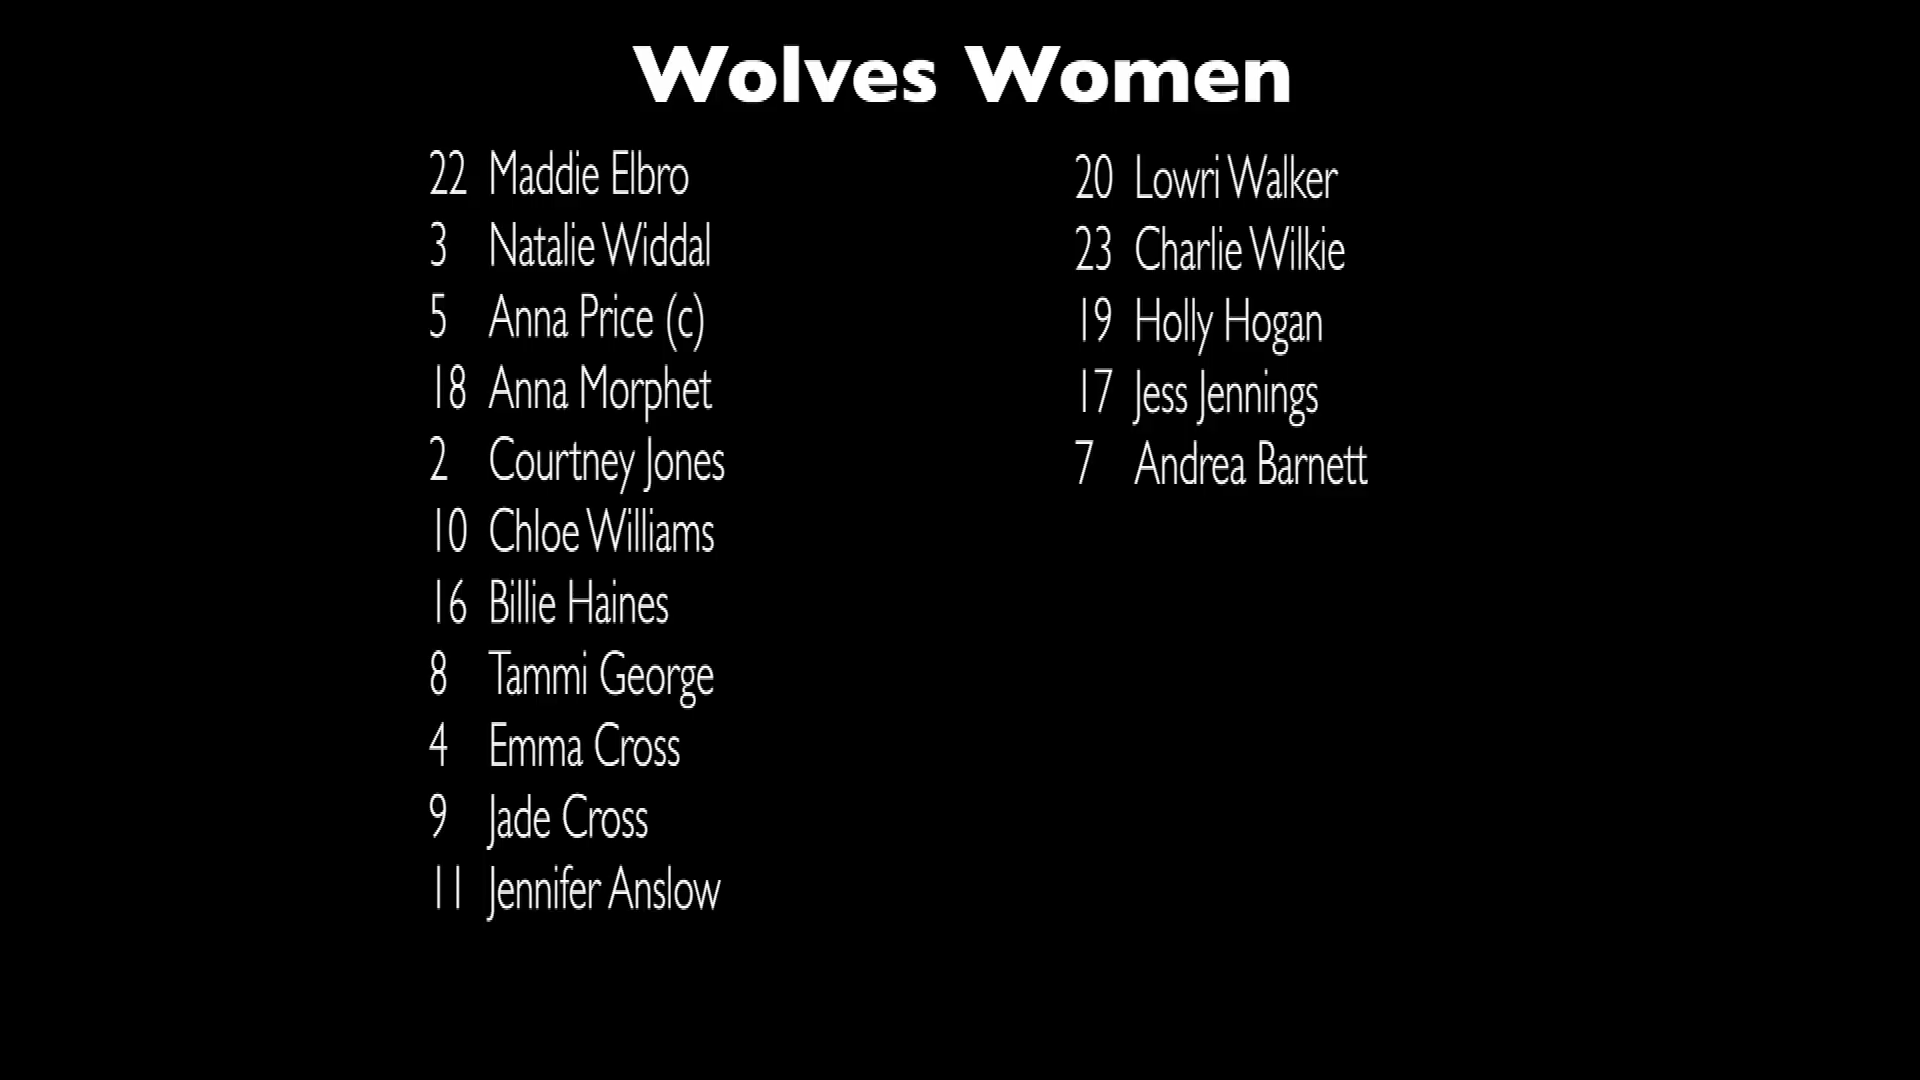 Wolves Women
22 Maddie Elbro
3 Natalie Widdal
5 Anna Price (c)
18 Anna Morphet
2 Courtney Jones
10 Chloe Williams
16 Billie Haines
8 Tammi George
4 Emma Cross
9 Jade Cross
11 Jennifer Anslow
20 Lowri Walker
23 Charlie Wilkie
19 Holly Hogan
17 Jess Jennings
7 Andrea Barnett